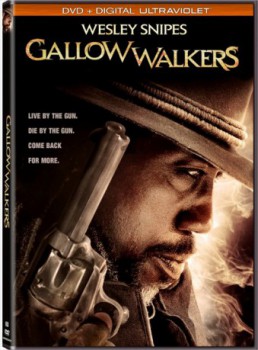 DVD + DIGITAL ULTRAVIOLET
WESLEY SNIPES
GALLOWWALKERS
LIVE BY THE GUN.
DIE BY THE GUN.
COME BACK
FOR MORE.
GALLOWWALKERS